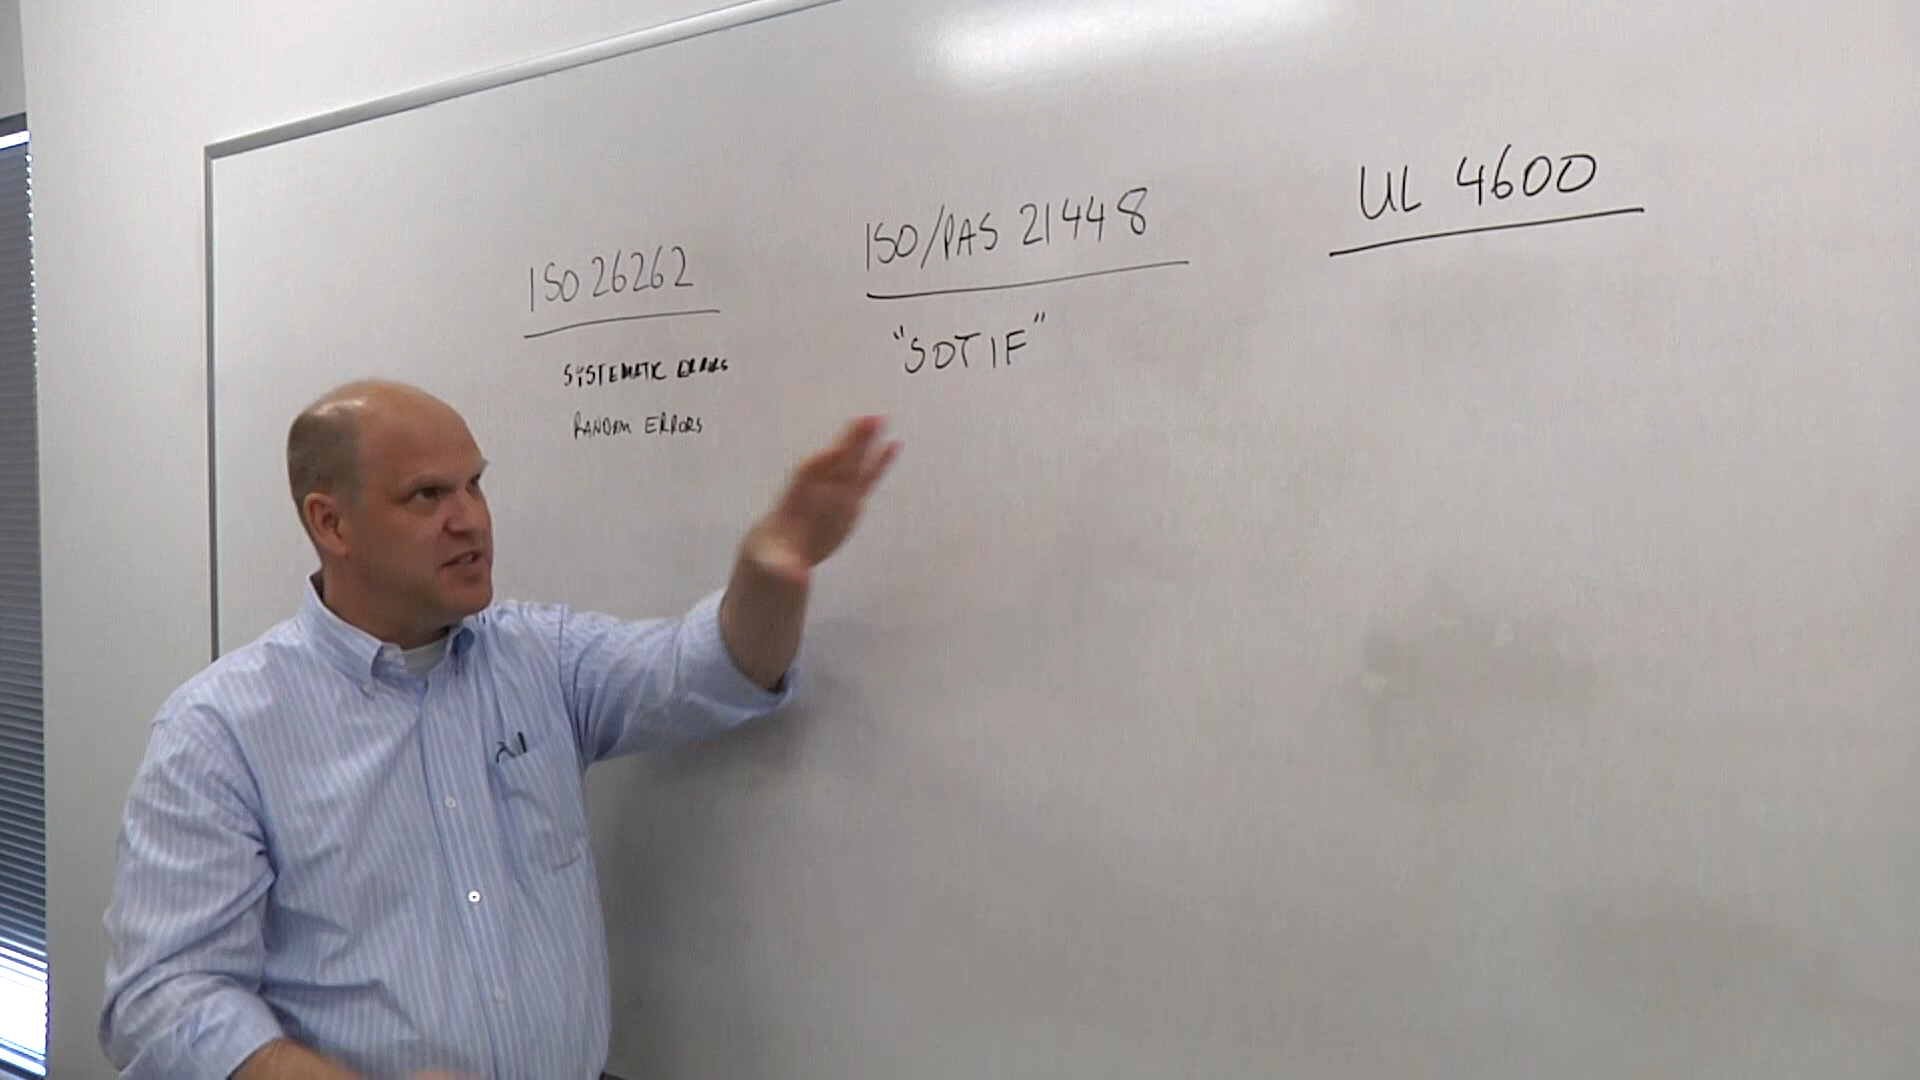 ISO 26262
SYSTEMATIC ERRORS
RANDOM ERRORS
ISO/PAS 21448
"SOTIF"
UL 4600